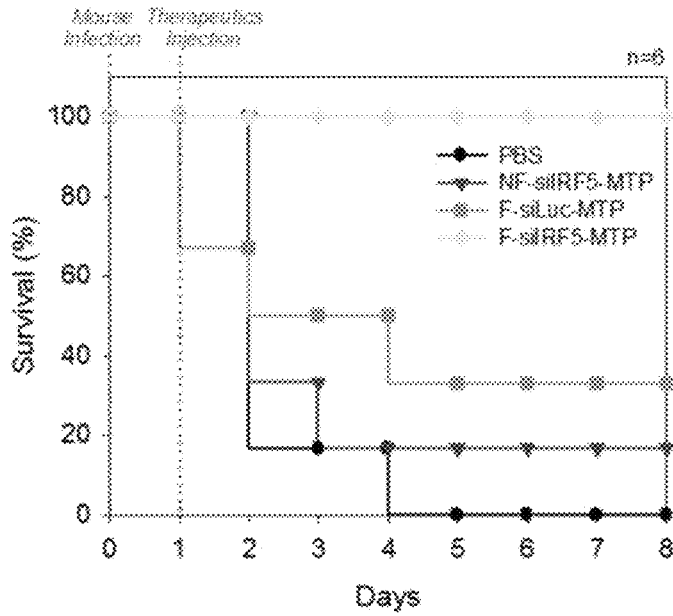 Mouse Therapeutics
Infection Injection
n=6
100
80
60
40
20
0
Survival (%)
PBS
NF-siIRF5-MTP
F-siLuc-MTP
F-siIRF5-MTP
0 1 2 3 4 5 6 7 8
Days